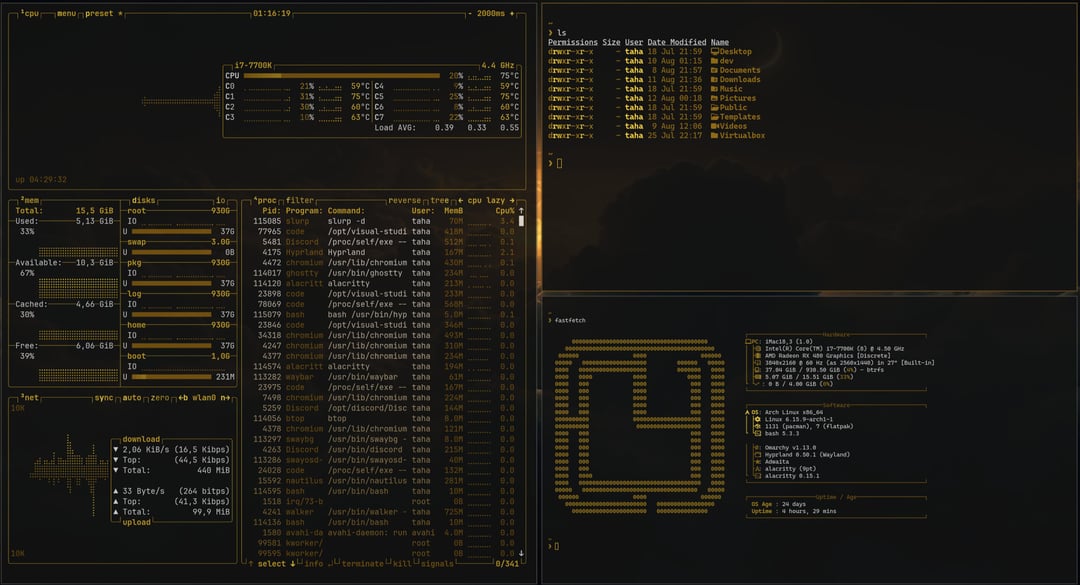 ¹cpu menu preset * 01:16:19 - 2000ms +
i7-7700K 4.4 GHz
CPU 20% 75°C
C0 21% 59°C C4 9% 59°C
C1 31% 75°C C5 25% 75°C
C2 30% 60°C C6 8% 60°C
C3 10% 63°C C7 22% 63°C
Load AVG: 0.39 0.33 0.55
up 04:29:32
²mem disks io
Total: 15,5 GiB
Used: 5,13 GiB
33%
Available: 10,3 GiB
67%
Cached: 4,66 GiB
30%
Free: 6,06 GiB
39%
root 930G
IO
U 37G
swap 3.0G
U 0B
pkg 930G
IO
U 37G
log 930G
IO
U 37G
home 930G
IO
U 37G
boot 1,0G
IO
U 231M
³net sync auto zero ←b wlan0 n→
10K
download
▼ 2,06 KiB/s (16,5 Kibps)
▼ Top: (44,5 Kibps)
▼ Total: 440 MiB
▲ 33 Byte/s (264 bitps)
▲ Top: (41,3 Kibps)
▲ Total: 99,9 MiB
upload
10K
⁴proc filter reverse tree ← cpu lazy →
Pid: Program: Command: User: MemB Cpu% ↑
115085 slurp slurp -d taha 70M 3.4
77965 code /opt/visual-studi taha 418M 0.0
5481 Discord /proc/self/exe -- taha 512M 0.1
4175 Hyprland Hyprland taha 167M 2.1
4472 chromium /usr/lib/chromium taha 430M 0.1
114017 ghostty /usr/bin/ghostty taha 234M 0.0
114120 alacritt alacritty taha 213M 0.0
23898 code /opt/visual-studi taha 233M 0.0
78069 code /proc/self/exe -- taha 568M 0.0
115079 bash bash /usr/bin/hyp taha 5.0M 0.1
23846 code /opt/visual-studi taha 346M 0.0
34318 chromium /usr/lib/chromium taha 493M 0.0
4247 chromium /usr/lib/chromium taha 310M 0.0
4377 chromium /usr/lib/chromium taha 234M 0.0
114574 alacritt alacritty taha 194M 0.0
113282 waybar /usr/bin/waybar taha 61M 0.0
23975 code /proc/self/exe -- taha 167M 0.0
7498 chromium /usr/lib/chromium taha 224M 0.0
5259 Discord /opt/discord/Disc taha 144M 0.0
114056 btop btop taha 8.0M 0.0
4378 chromium /usr/lib/chromium taha 121M 0.0
113297 swaybg /usr/bin/swaybg - taha 8.0M 0.0
4263 Discord /usr/bin/discord taha 215M 0.0
113286 swayosd- /usr/bin/swayosd- taha 40M 0.0
24028 code /proc/self/exe -- taha 132M 0.0
15592 nautilus /usr/bin/nautilus taha 281M 0.0
114595 bash /usr/bin/bash taha 10M 0.0
1518 irq/73-b root 0B 0.0
4241 walker /usr/bin/walker - taha 725M 0.0
114136 bash /usr/bin/bash taha 10M 0.0
1580 avahi-da avahi-daemon: run avahi 4.0M 0.0
99581 kworker/ root 0B 0.0
99595 kworker/ root 0B 0.0 ↓
↑ select ↓ info ↵ terminate kill signals 0/341
~
❯ ls
Permissions Size User Date Modified Name
drwxr-xr-x - taha 18 Jul 21:59 Desktop
drwxr-xr-x - taha 10 Aug 01:15 dev
drwxr-xr-x - taha 8 Aug 21:57 Documents
drwxr-xr-x - taha 11 Aug 21:36 Downloads
drwxr-xr-x - taha 18 Jul 21:59 Music
drwxr-xr-x - taha 12 Aug 00:18 Pictures
drwxr-xr-x - taha 18 Jul 21:59 Public
drwxr-xr-x - taha 18 Jul 21:59 Templates
drwxr-xr-x - taha 9 Aug 12:06 Videos
drwxr-xr-x - taha 25 Jul 22:17 Virtualbox
~
❯
~
❯ fastfetch
Hardware
PC: iMac18,3 (1.0)
Intel(R) Core(TM) i7-7700K (8) @ 4.50 GHz
AMD Radeon RX 480 Graphics [Discrete]
3840x2160 @ 60 Hz (as 2560x1440) in 27" [Built-in]
37.04 GiB / 930.50 GiB (4%) - btrfs
5.07 GiB / 15.51 GiB (33%)
: 0 B / 4.00 GiB (0%)
Software
OS: Arch Linux x86_64
Linux 6.15.9-arch1-1
1131 (pacman), 7 (flatpak)
bash 5.3.3
Omarchy v1.13.0
Hyprland 0.50.1 (Wayland)
Adwaita
alacritty (9pt)
alacritty 0.15.1
Uptime / Age
OS Age : 24 days
Uptime : 4 hours, 29 mins
~
❯